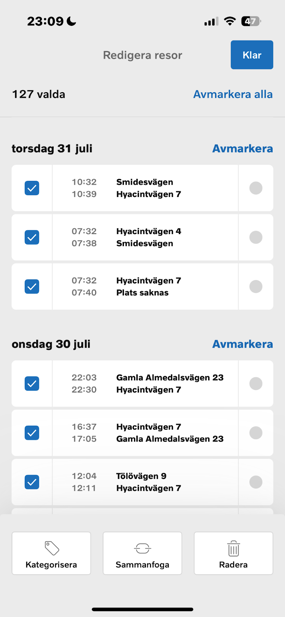 23:09
47
Redigera resor
Klar
127 valda
Avmarkera alla
torsdag 31 juli
Avmarkera
10:32 Smidesvägen
10:39 Hyacintvägen 7
07:32 Hyacintvägen 4
07:38 Smidesvägen
07:32 Hyacintvägen 7
07:40 Plats saknas
onsdag 30 juli
Avmarkera
22:03 Gamla Almedalsvägen 23
22:30 Hyacintvägen 7
16:37 Hyacintvägen 7
17:05 Gamla Almedalsvägen 23
12:04 Tölövägen 9
12:11 Hyacintvägen 7
Kategorisera
Sammanfoga
Radera